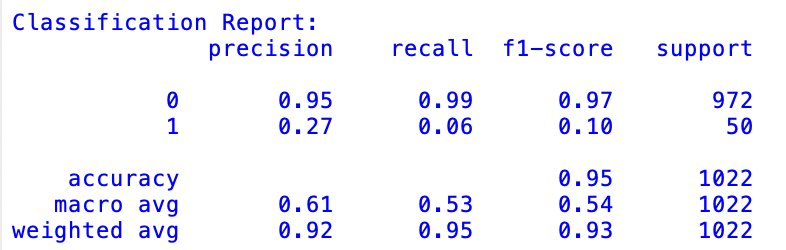 Classification Report:
precision recall f1-score support
0 0.95 0.99 0.97 972
1 0.27 0.06 0.10 50
accuracy 0.95 1022
macro avg 0.61 0.53 0.54 1022
weighted avg 0.92 0.95 0.93 1022